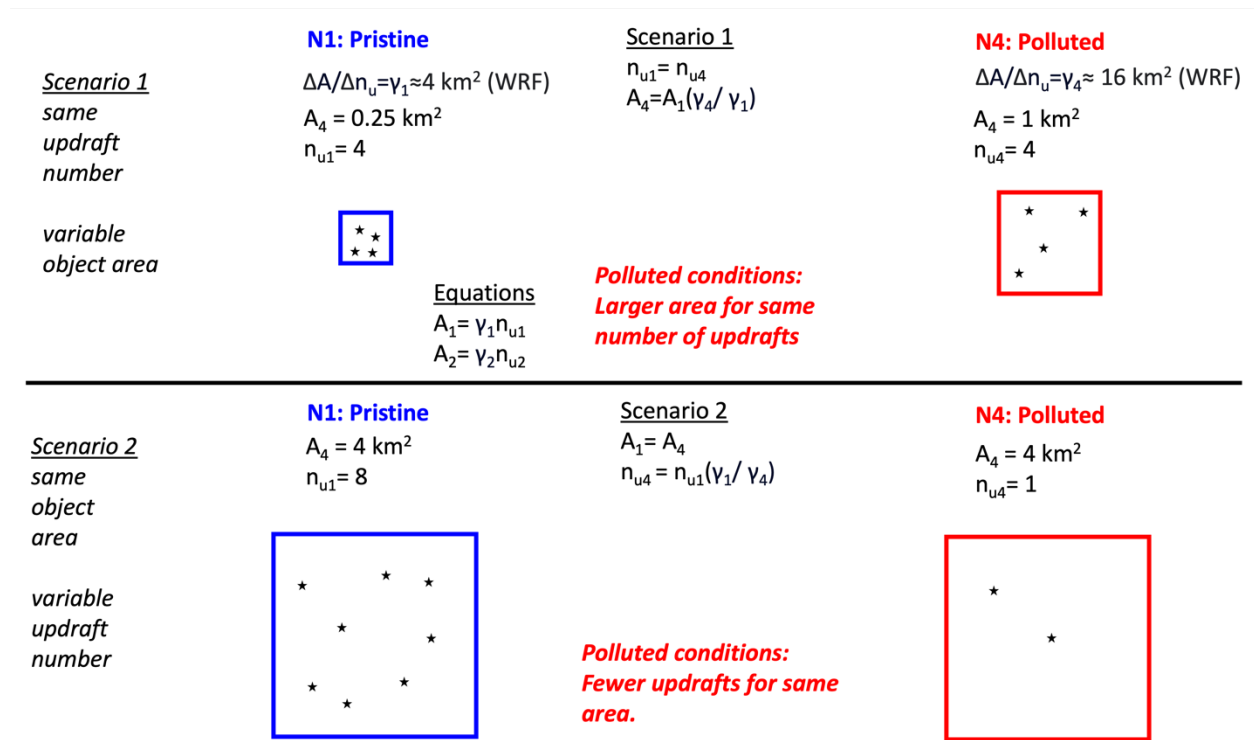 Scenario 1
same
updraft
number
variable
object area
N1: Pristine
ΔA/Δnᵤ=γ₁≈4 km² (WRF)
A₄ = 0.25 km²
nᵤ₁= 4
Scenario 1
nᵤ₁= nᵤ₄
A₄=A₁(γ₄/ γ₁)
N4: Polluted
ΔA/Δnᵤ=γ₄≈ 16 km² (WRF)
A₄ = 1 km²
nᵤ₄= 4
Equations
A₁= γ₁nᵤ₁
A₂= γ₂nᵤ₂
Polluted conditions:
Larger area for same
number of updrafts
Scenario 2
same
object
area
variable
updraft
number
N1: Pristine
A₄ = 4 km²
nᵤ₁= 8
Scenario 2
A₁= A₄
nᵤ₄ = nᵤ₁(γ₁/ γ₄)
N4: Polluted
A₄ = 4 km²
nᵤ₄= 1
Polluted conditions:
Fewer updrafts for same
area.